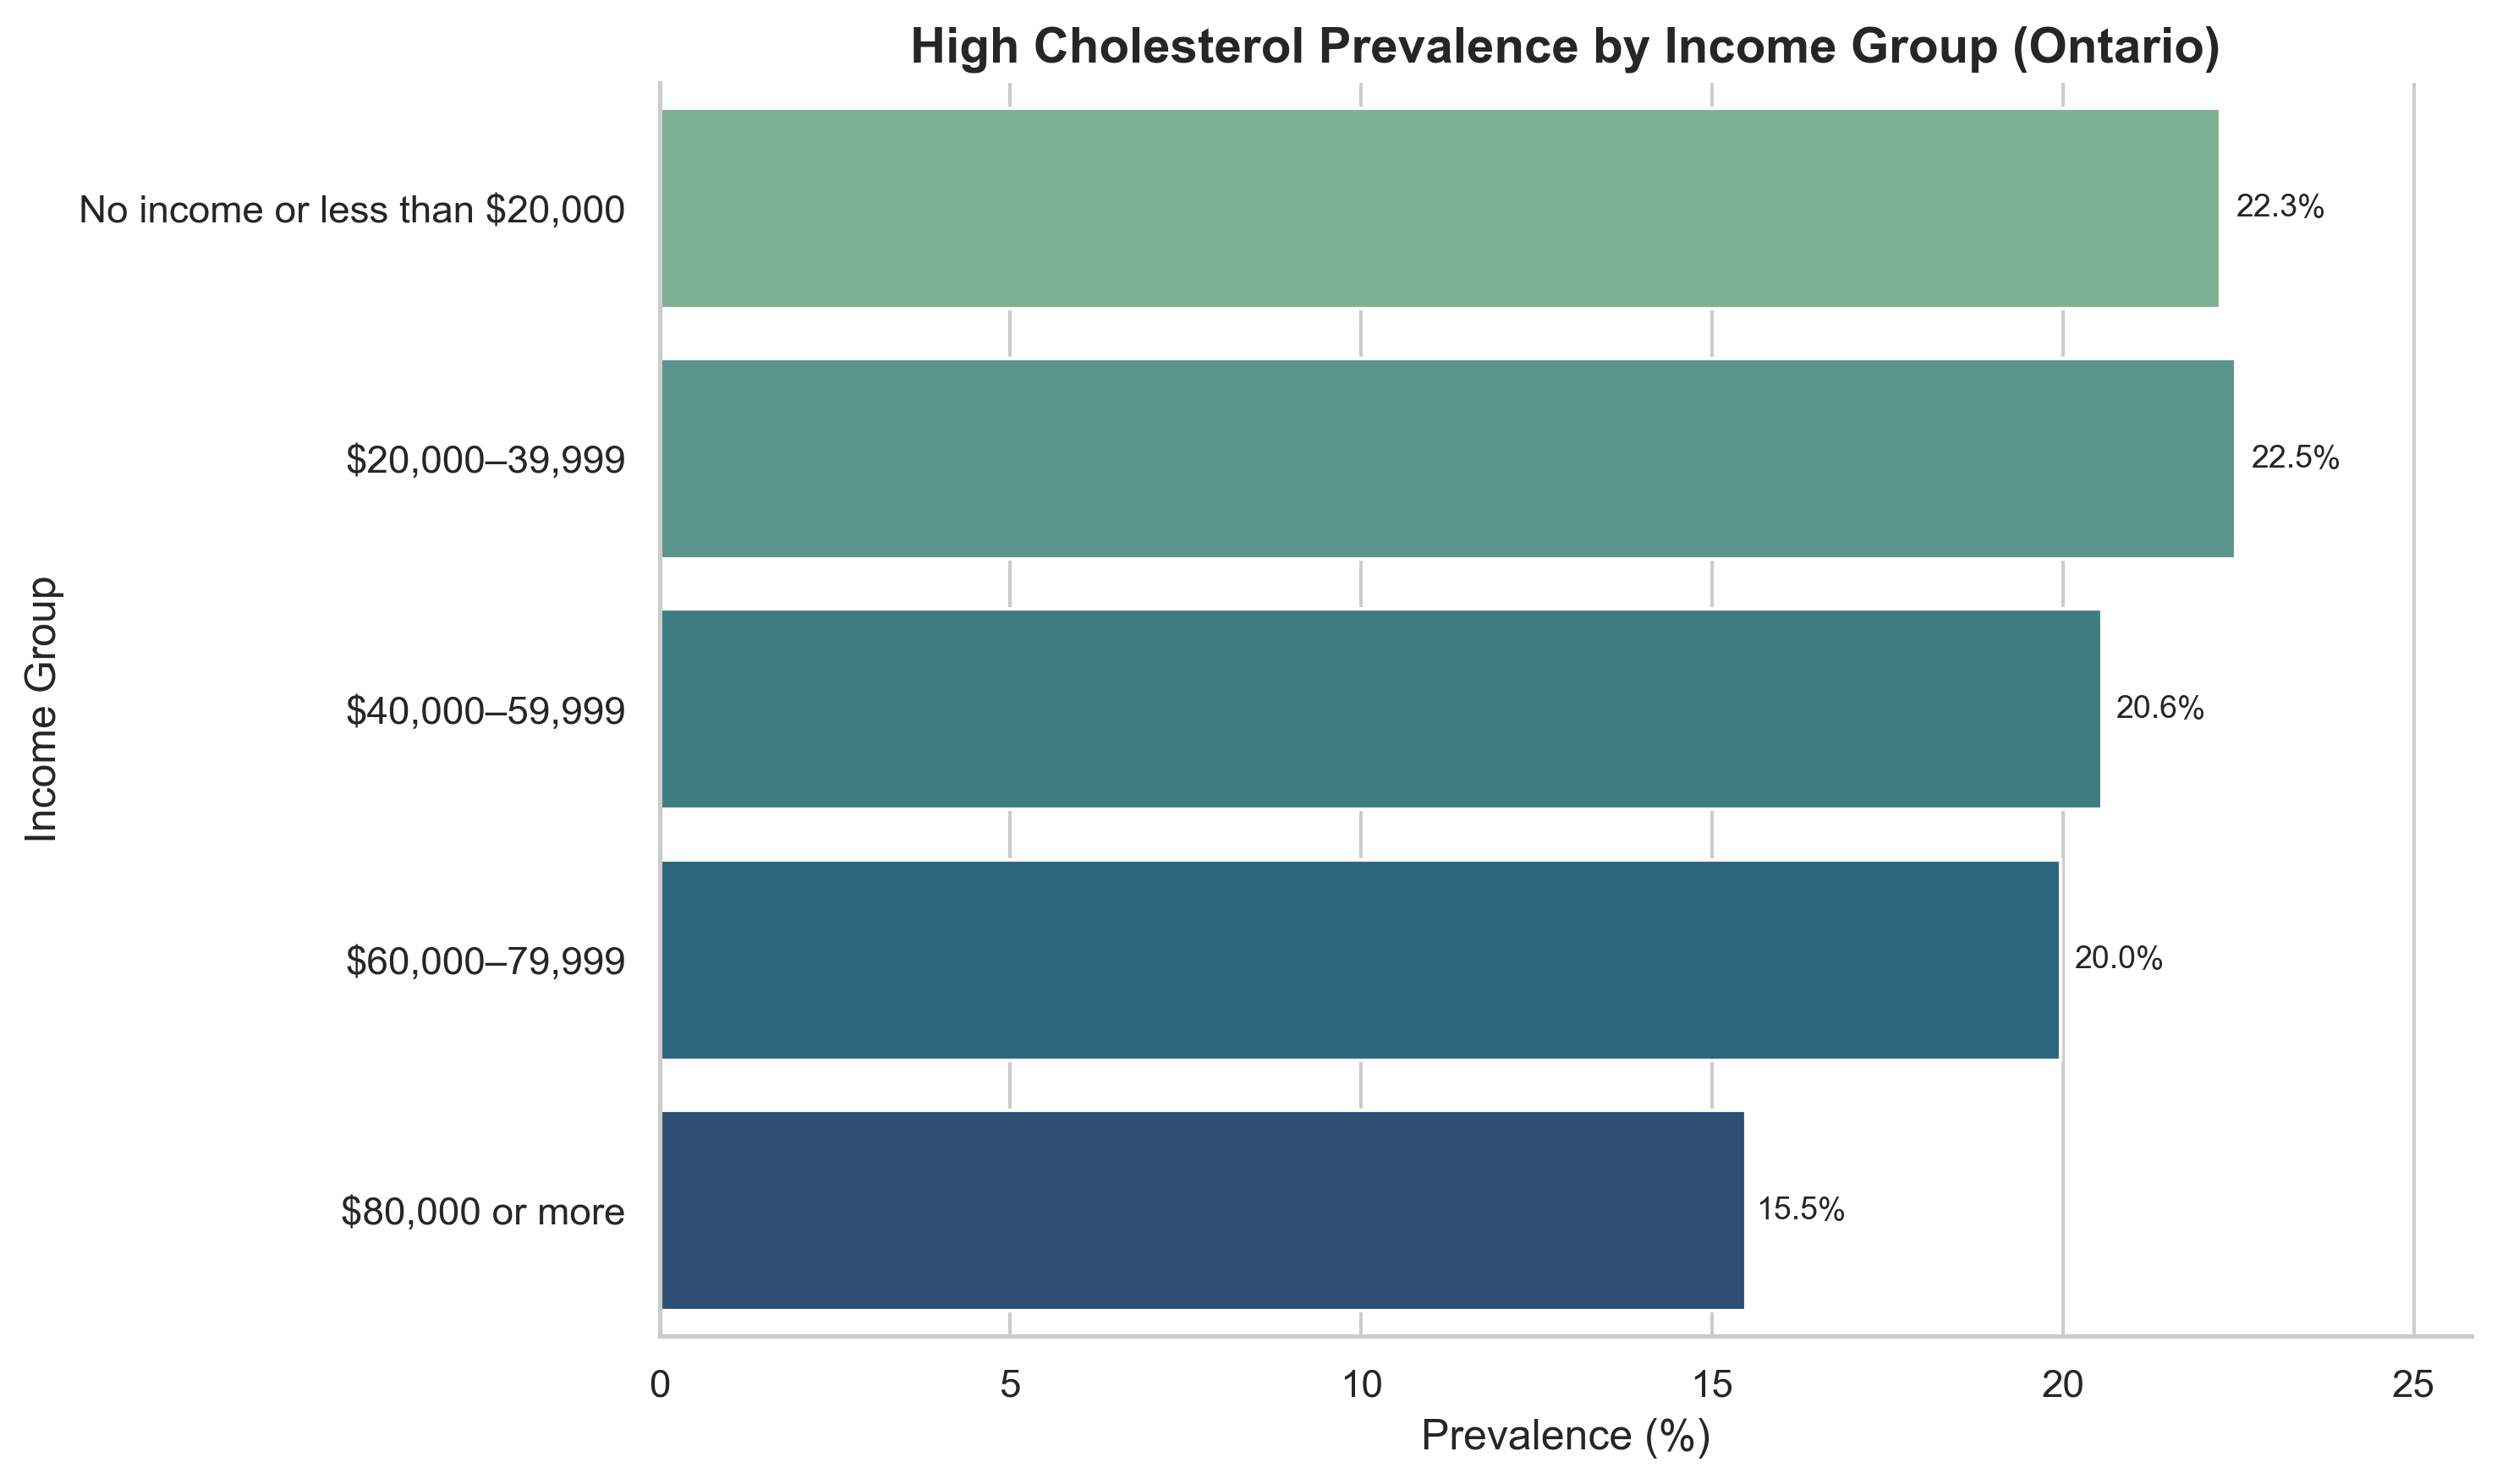 High Cholesterol Prevalence by Income Group (Ontario)
No income or less than $20,000
22.3%
$20,000–39,999
22.5%
Income Group
$40,000–59,999
20.6%
$60,000–79,999
20.0%
$80,000 or more
15.5%
0 5 10 15 20 25
Prevalence (%)